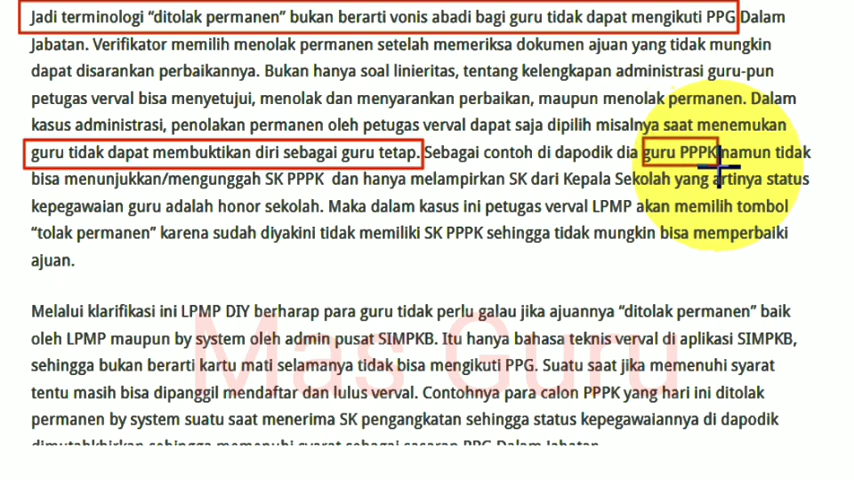 Jadi terminologi “ditolak permanen” bukan berarti vonis abadi bagi guru tidak dapat mengikuti PPG Dalam
Jabatan. Verifikator memilih menolak permanen setelah memeriksa dokumen ajuan yang tidak mungkin
dapat disarankan perbaikannya. Bukan hanya soal linieritas, tentang kelengkapan administrasi guru-pun
petugas verval bisa menyetujui, menolak dan menyarankan perbaikan, maupun menolak permanen. Dalam
kasus administrasi, penolakan permanen oleh petugas verval dapat saja dipilih misalnya saat menemukan
guru tidak dapat membuktikan diri sebagai guru tetap. Sebagai contoh di dapodik dia guru PPPK namun tidak
bisa menunjukkan/mengunggah SK PPPK dan hanya melampirkan SK dari Kepala Sekolah yang artinya status
kepegawaian guru adalah honor sekolah. Maka dalam kasus ini petugas verval LPMP akan memilih tombol
“tolak permanen” karena sudah diyakini tidak memiliki SK PPPK sehingga tidak mungkin bisa memperbaiki
ajuan.
Melalui klarifikasi ini LPMP DIY berharap para guru tidak perlu galau jika ajuannya “ditolak permanen” baik
oleh LPMP maupun by system oleh admin pusat SIMPKB. Itu hanya bahasa teknis verval di aplikasi SIMPKB,
sehingga bukan berarti kartu mati selamanya tidak bisa mengikuti PPG. Suatu saat jika memenuhi syarat
tentu masih bisa dipanggil mendaftar dan lulus verval. Contohnya para calon PPPK yang hari ini ditolak
permanen by system suatu saat menerima SK pengangkatan sehingga status kepegawaiannya di dapodik
dimutakhirkan sehingga memenuhi syarat sebagai sasaran PPG Dalam Jabatan
Mas Guru